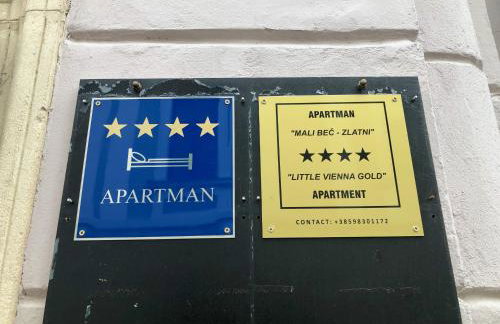 APARTMAN
APARTMAN
"MALI BEČ - ZLATNI"
"LITTLE VIENNA GOLD"
APARTMENT
CONTACT: +38598301172